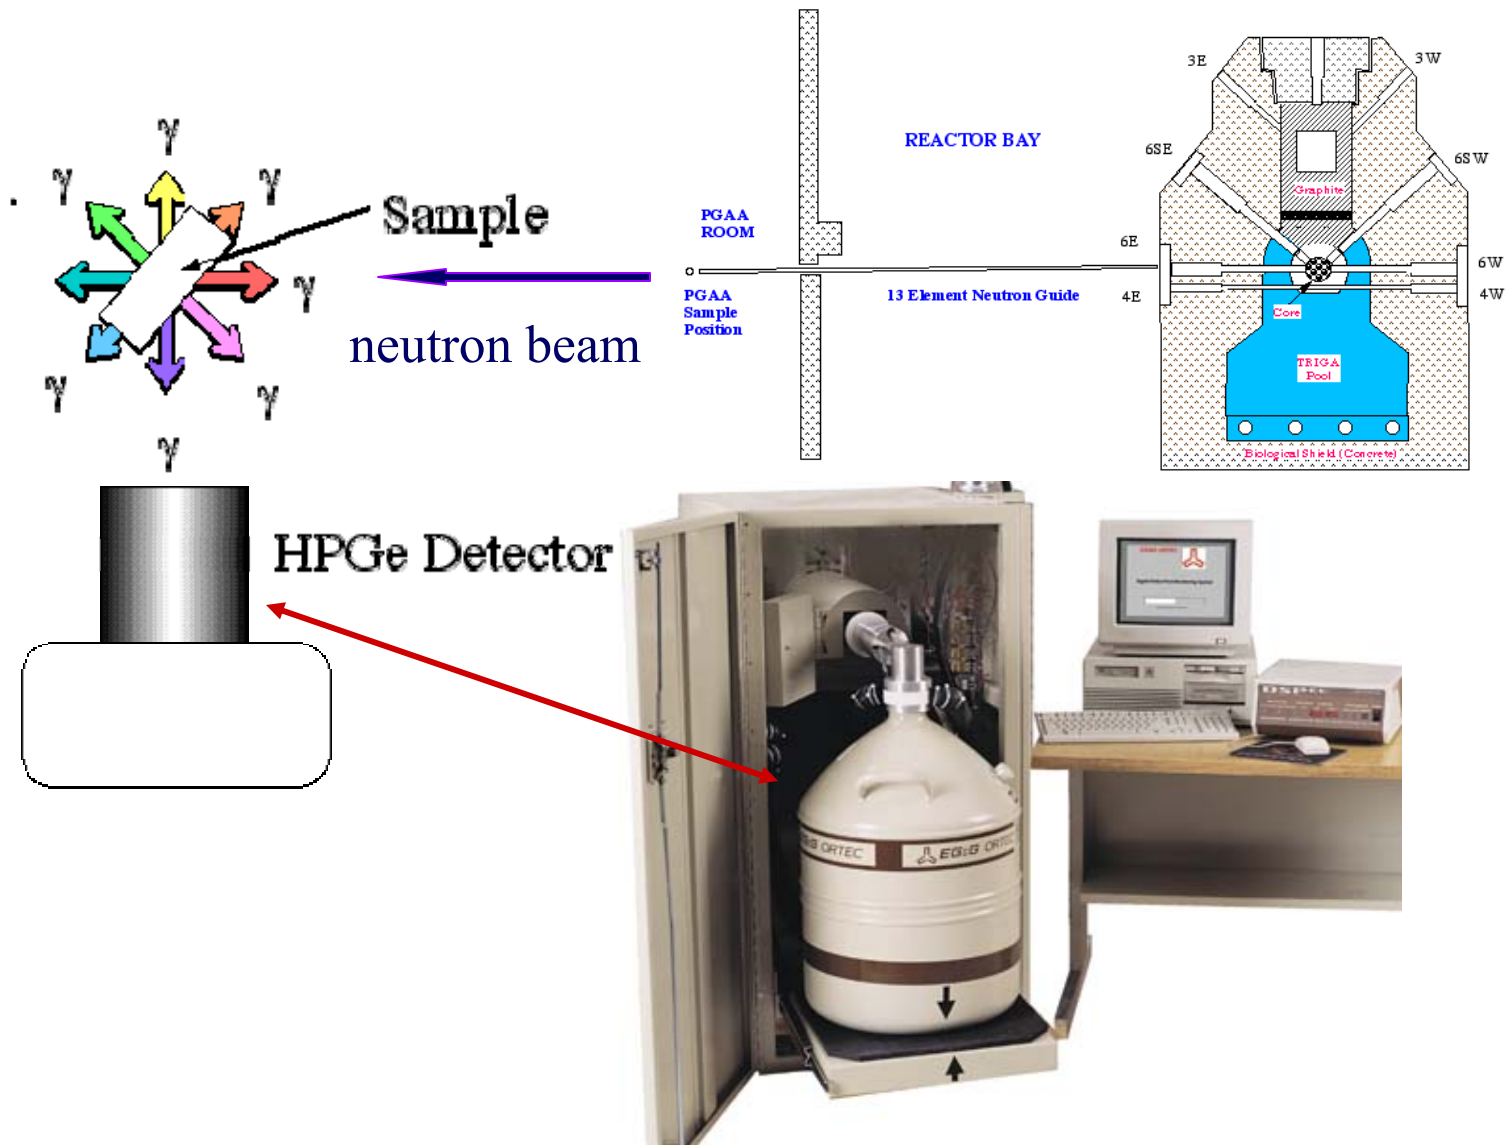 γ
γ
γ
Sample
γ
neutron beam
γ
γ
γ
HPGe Detector
REACTOR BAY
PGAA
ROOM
PGAA
Sample
Position
13 Element Neutron Guide
3E
3W
6SE
6SW
Graphite
6E
6W
4E
4W
Core
TRIGA
Pool
Biological Shield (Concrete)
ORTEC
EG&G ORTEC
DSPEC